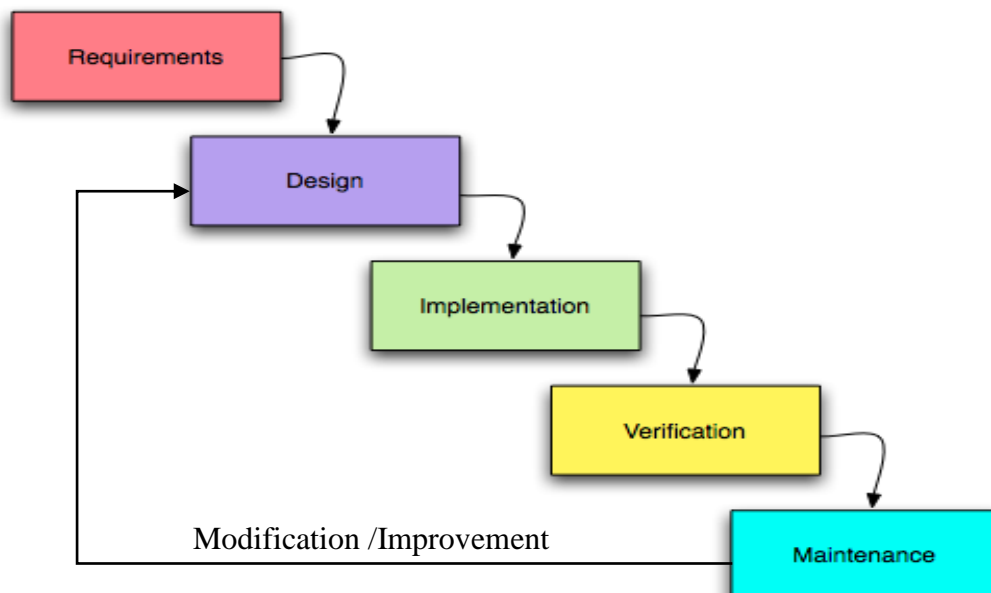 Requirements
Design
Implementation
Verification
Modification /Improvement
Maintenance